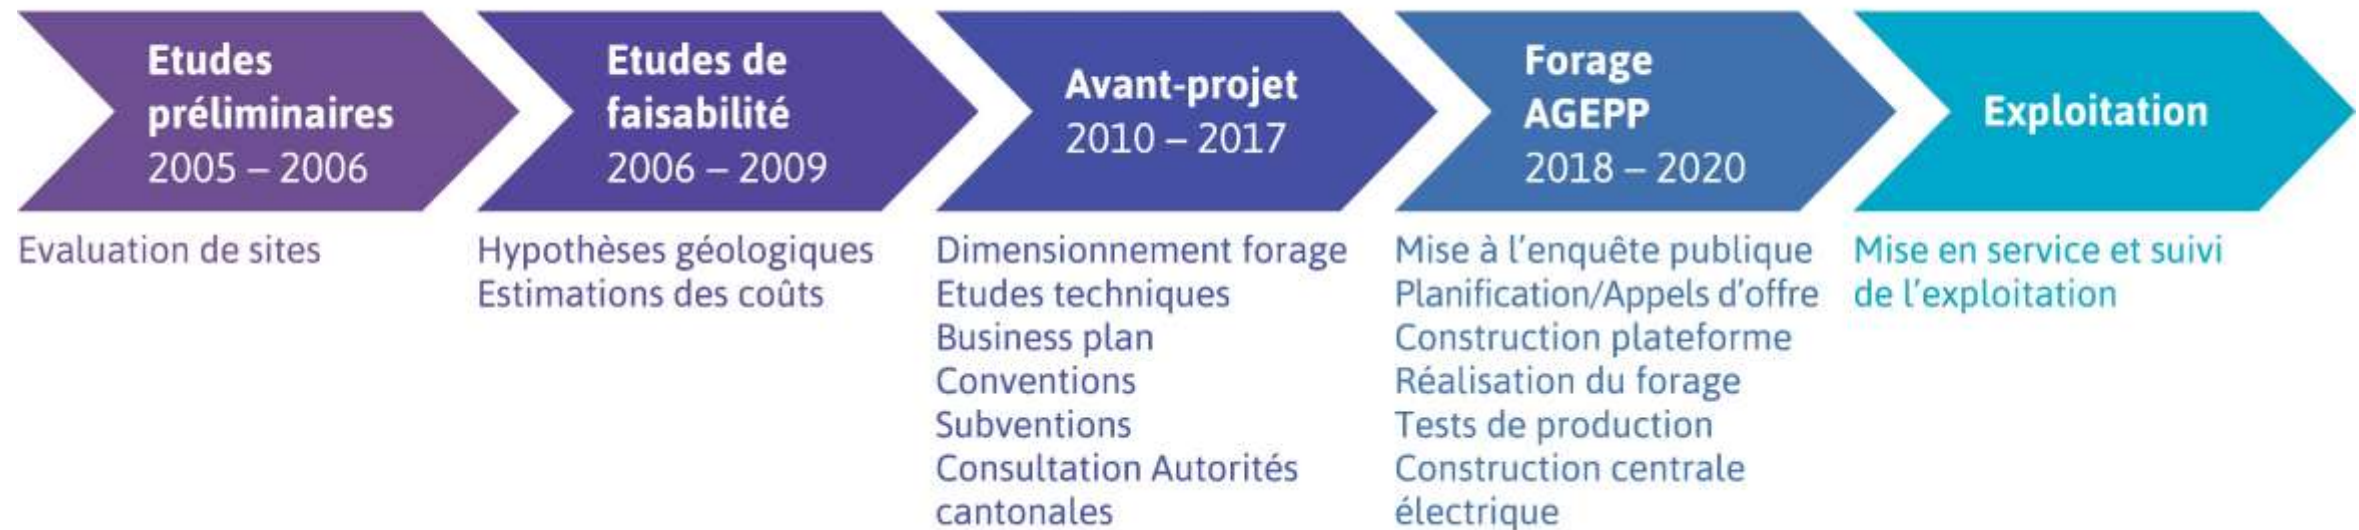 Etudes
préliminaires
2005 – 2006
Evaluation de sites
Etudes de
faisabilité
2006 – 2009
Hypothèses géologiques
Estimations des coûts
Avant-projet
2010 – 2017
Dimensionnement forage
Etudes techniques
Business plan
Conventions
Subventions
Consultation Autorités
cantonales
Forage
AGEPP
2018 – 2020
Mise à l'enquête publique
Planification/Appels d'offre
Construction plateforme
Réalisation du forage
Tests de production
Construction centrale
électrique
Exploitation
Mise en service et suivi
de l'exploitation